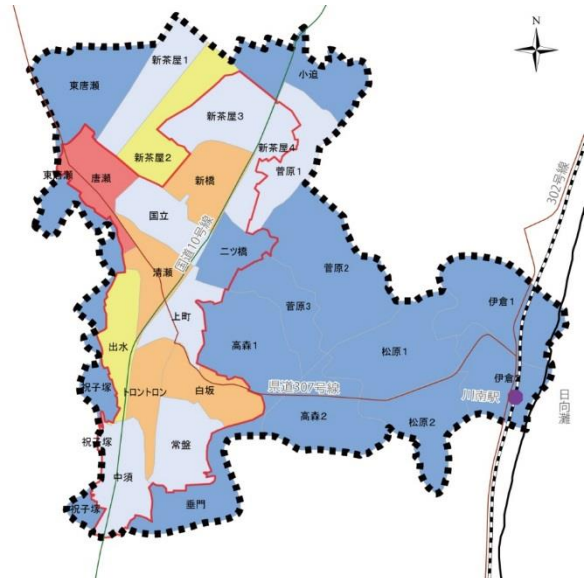 N
新茶屋1
小迫
東唐瀬
新茶屋3
302号線
新茶屋4
新茶屋2
菅原1
東唐瀬
唐瀬
新橋
国立
国道10号線
二ツ橋
菅原2
清瀬
伊倉1
菅原3
上町
出水
高森1
松原1
伊倉2
祝子塚
トロントロン
白坂
県道307号線
川南駅
日向灘
高森2
松原2
祝子塚
常盤
中須
祝子塚
垂門